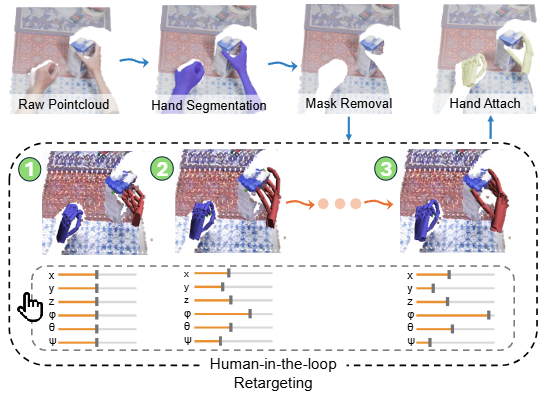 Raw Pointcloud
Hand Segmentation
Mask Removal
Hand Attach
1
2
3
x
y
z
φ
θ
ψ
x
y
z
φ
θ
ψ
x
y
z
φ
θ
ψ
Human-in-the-loop
Retargeting